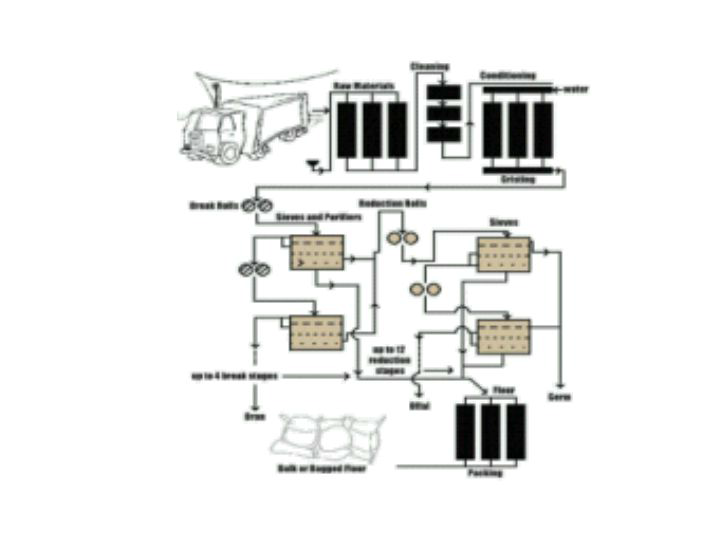 Cleaning
Raw Materials
Conditioning
water
Gristing
Break Rolls
Reduction Rolls
Sieves and Purifiers
Sieves
up to 12
reduction
stages
up to 4 break stages
Flour
Germ
Offal
Bran
Bulk or Bagged Flour
Packing